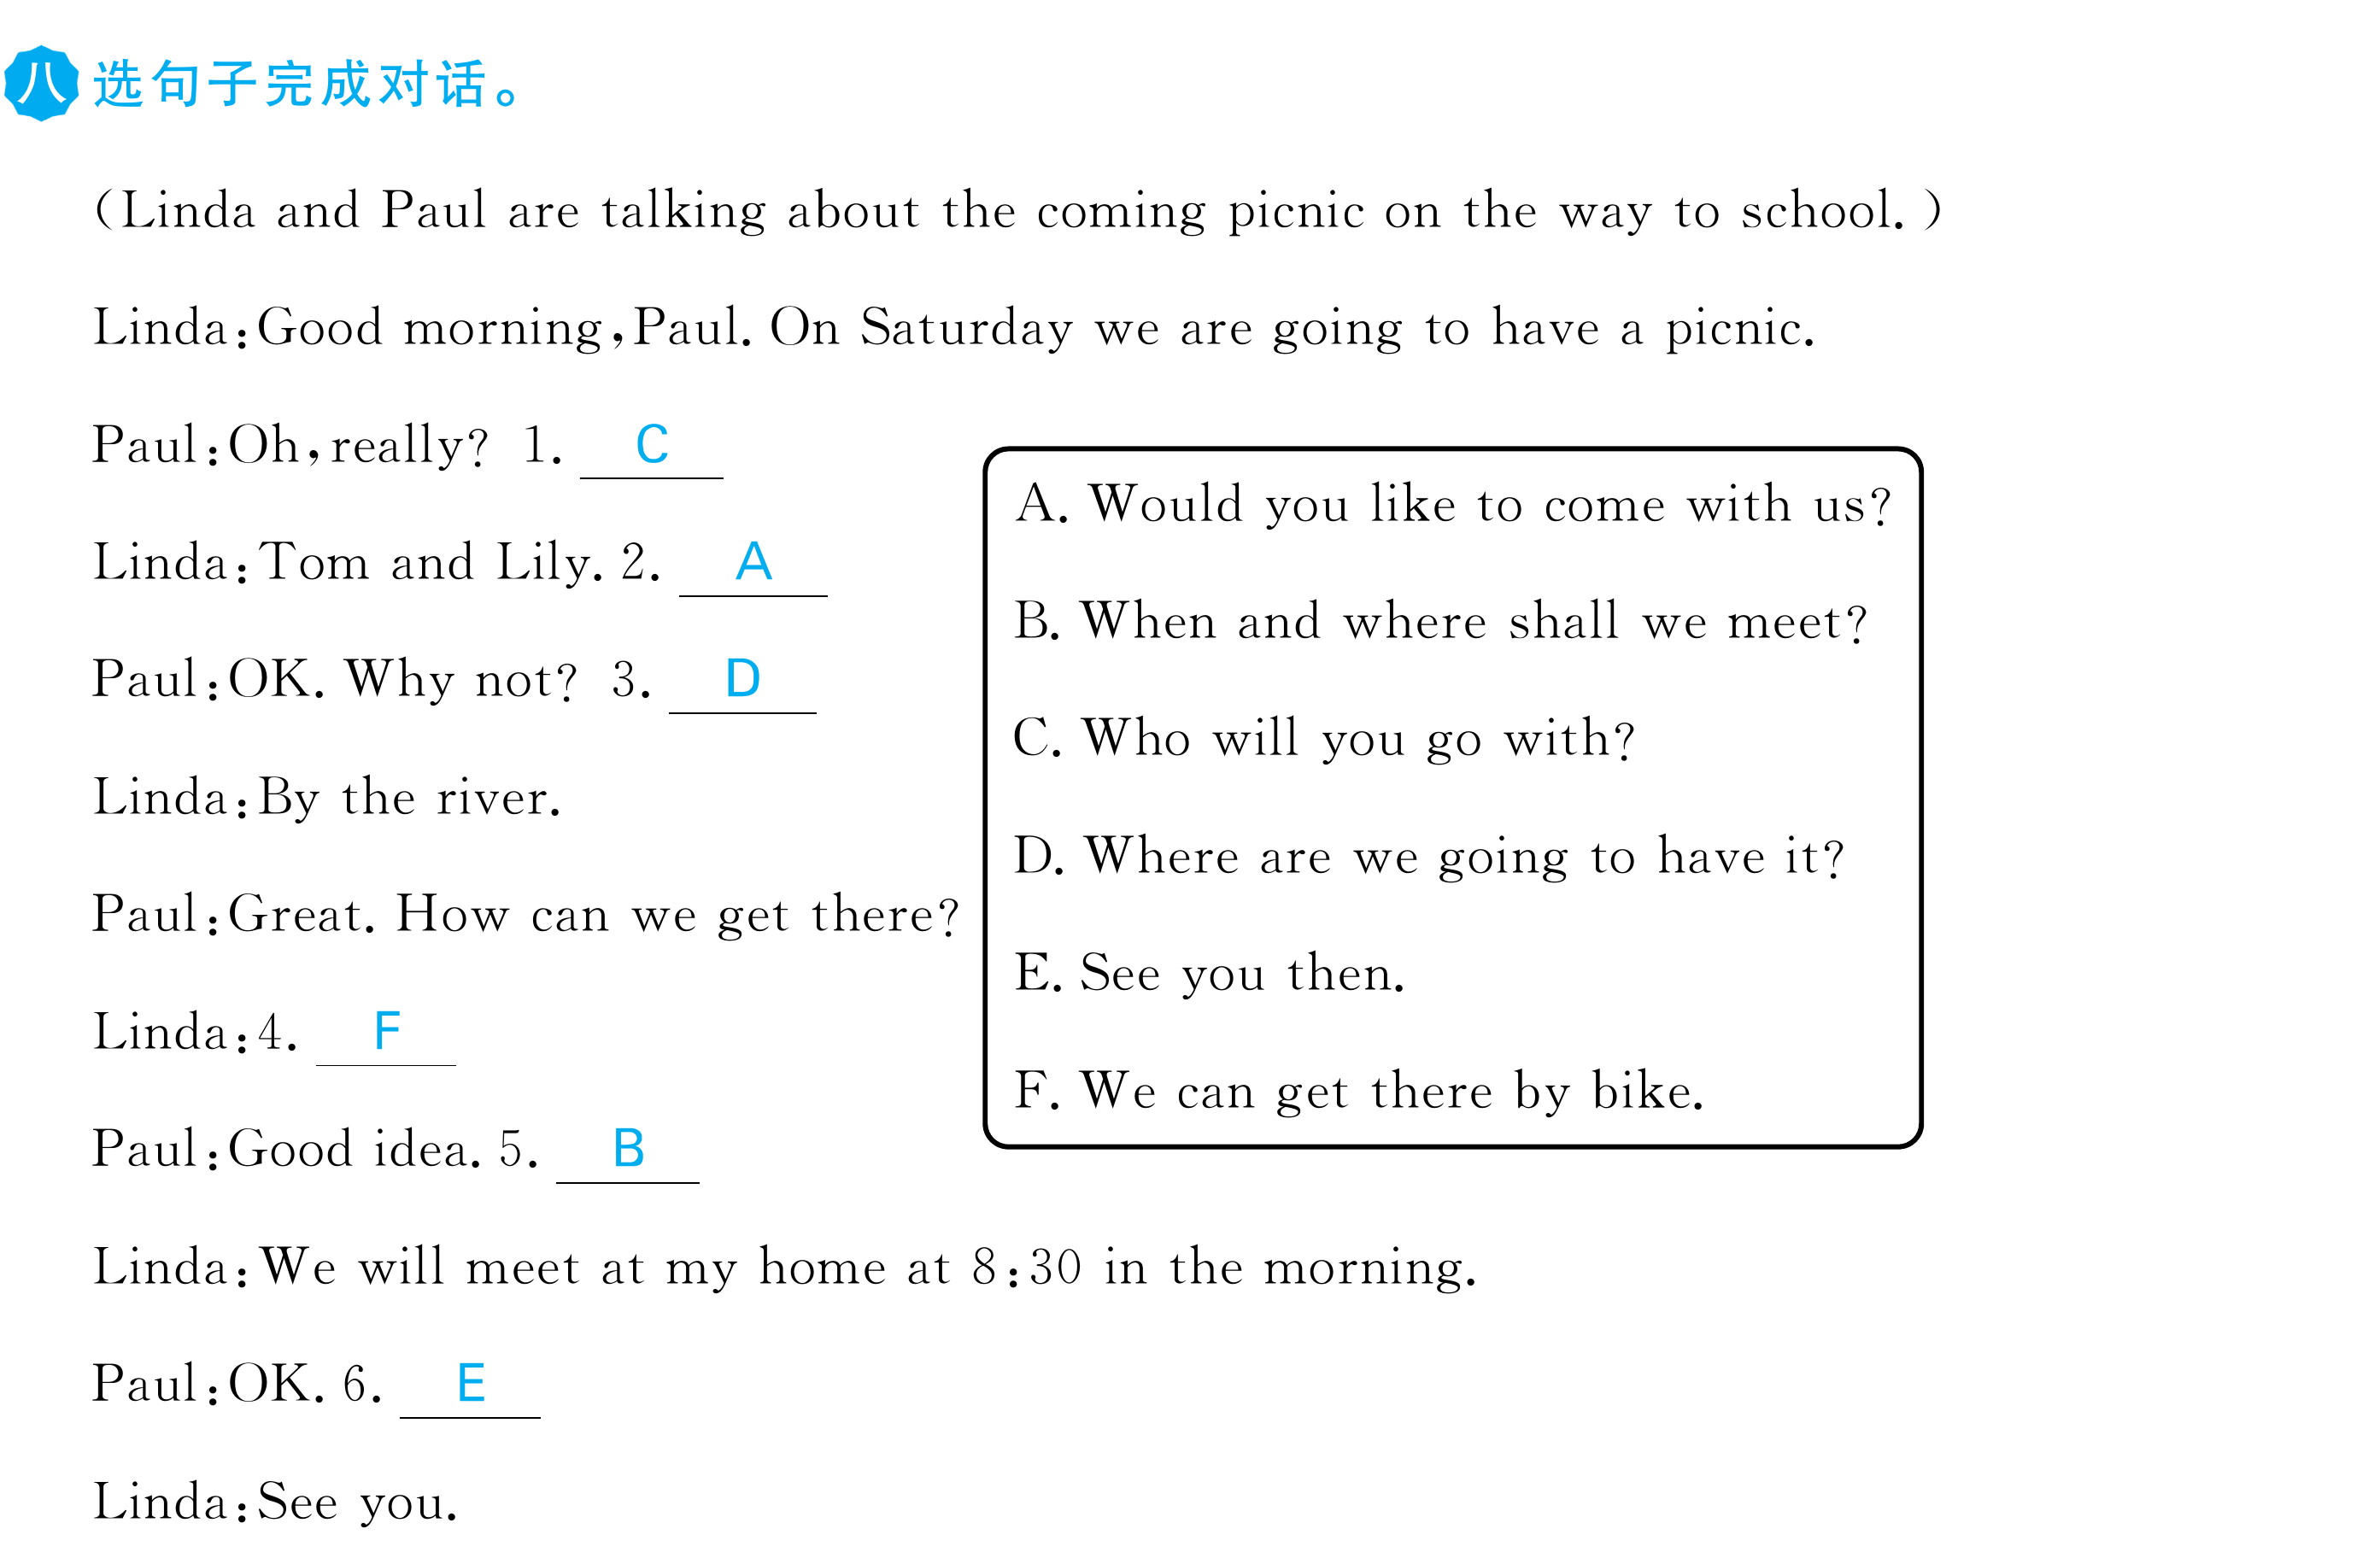 八 选句子完成对话。
(Linda and Paul are talking about the coming picnic on the way to school.)
Linda:Good morning,Paul. On Saturday we are going to have a picnic.
Paul:Oh,really? 1. C
Linda:Tom and Lily. 2. A
Paul:OK. Why not? 3. D
Linda:By the river.
Paul:Great. How can we get there?
Linda:4. F
Paul:Good idea. 5. B
Linda:We will meet at my home at 8:30 in the morning.
Paul:OK. 6. E
Linda:See you.
A. Would you like to come with us?
B. When and where shall we meet?
C. Who will you go with?
D. Where are we going to have it?
E. See you then.
F. We can get there by bike.